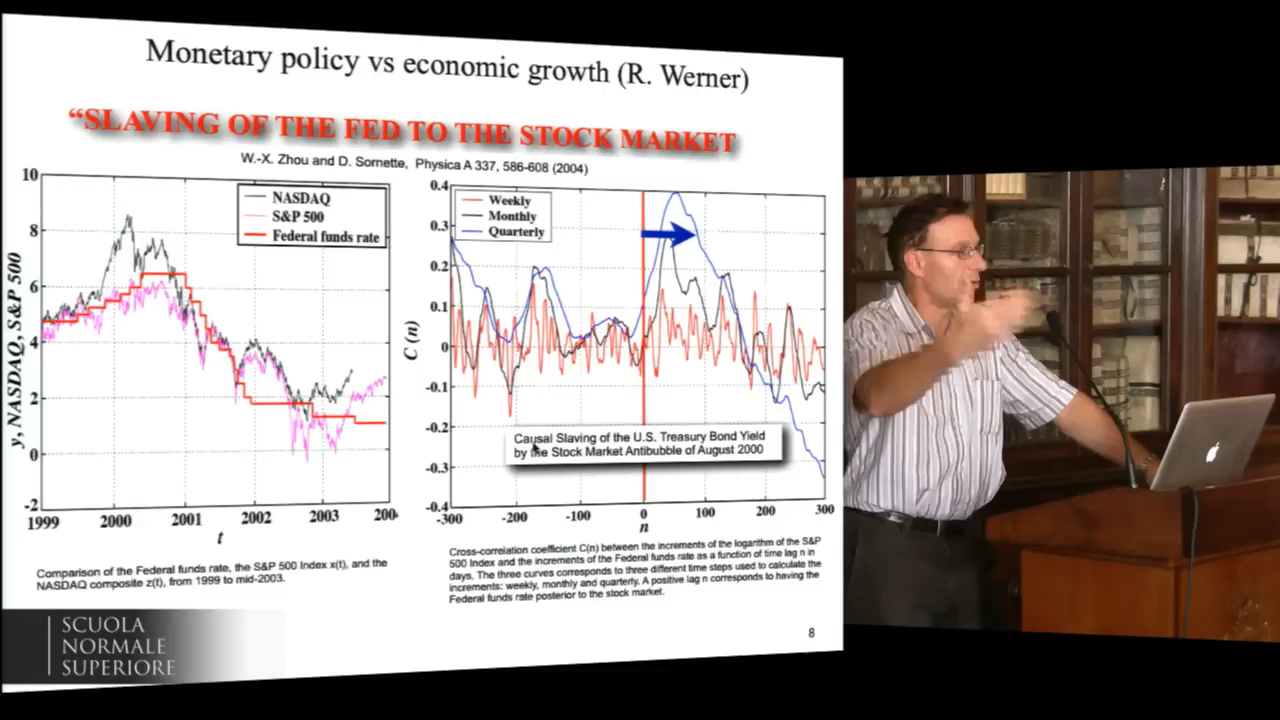 Monetary policy vs economic growth (R. Werner)
“SLAVING OF THE FED TO THE STOCK MARKET
W.-X. Zhou and D. Sornette, Physica A 337, 586-608 (2004)
10
8
6
4
2
0
-2
y, NASDAQ, S&P 500
NASDAQ
S&P 500
Federal funds rate
1999
2000
2001
2002
2003
200
t
Comparison of the Federal funds rate, the S&P 500 Index x(t), and the
NASDAQ composite z(t), from 1999 to mid-2003.
0.4
0.3
0.2
0.1
0
-0.1
-0.2
-0.3
-0.4
C (n)
Weekly
Monthly
Quarterly
Causal Slaving of the U.S. Treasury Bond Yield
by the Stock Market Antibubble of August 2000
-300
-200
-100
0
100
200
300
n
Cross-correlation coefficient C(n) between the increments of the logarithm of the S&P
500 Index and the increments of the Federal funds rate as a function of time lag n in
days. The three curves corresponds to three different time steps used to calculate the
increments: weekly, monthly and quarterly. A positive lag n corresponds to having the
Federal funds rate posterior to the stock market.
8
SCUOLA
NORMALE
SUPERIORE